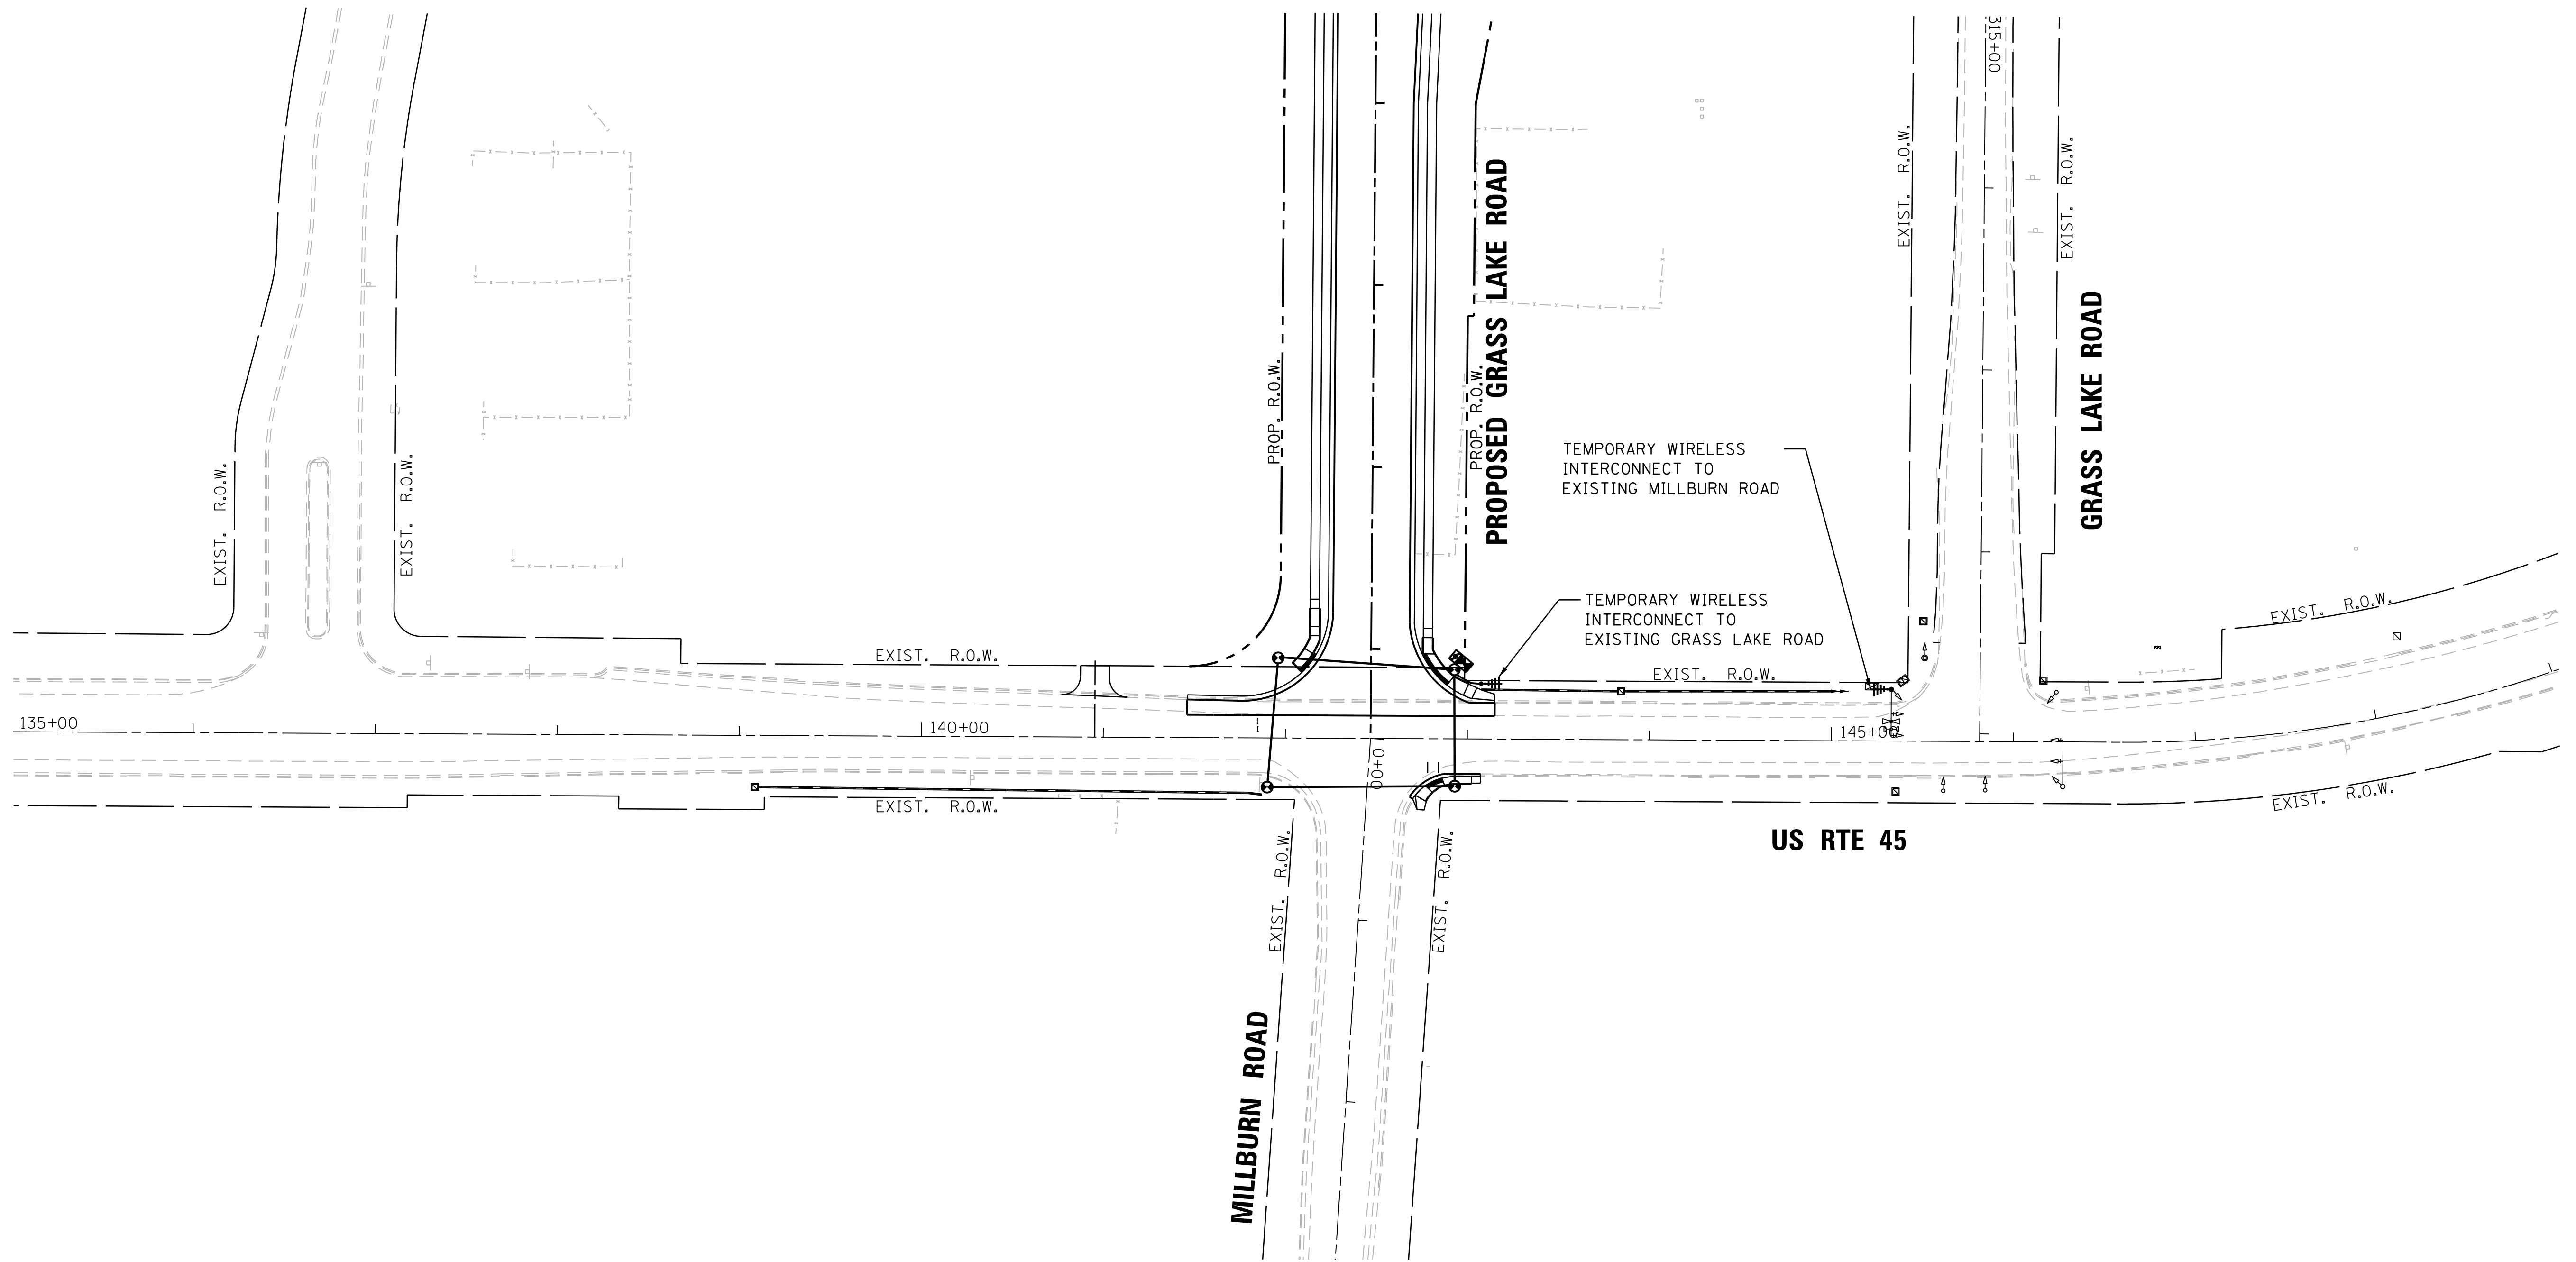 315+00
EXIST. R.O.W.
EXIST. R.O.W.
PROPOSED GRASS LAKE ROAD
GRASS LAKE ROAD
PROP. R.O.W.
PROP. R.O.W.
TEMPORARY WIRELESS
INTERCONNECT TO
EXISTING MILLBURN ROAD
EXIST. R.O.W.
EXIST. R.O.W.
TEMPORARY WIRELESS
INTERCONNECT TO
EXISTING GRASS LAKE ROAD
EXIST. R.O.W.
EXIST. R.O.W.
EXIST. R.O.W.
135+00
140+00
145+00
0+00
EXIST. R.O.W.
EXIST. R.O.W.
US RTE 45
EXIST. R.O.W.
EXIST. R.O.W.
MILLBURN ROAD